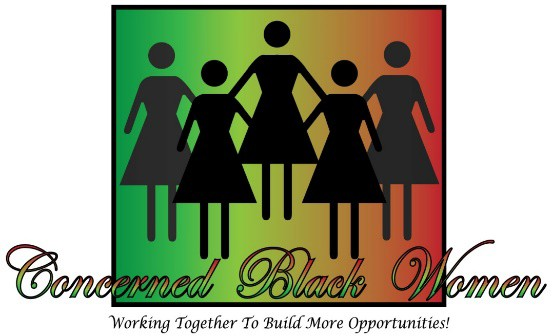 Concerned Black Women
Working Together To Build More Opportunities!